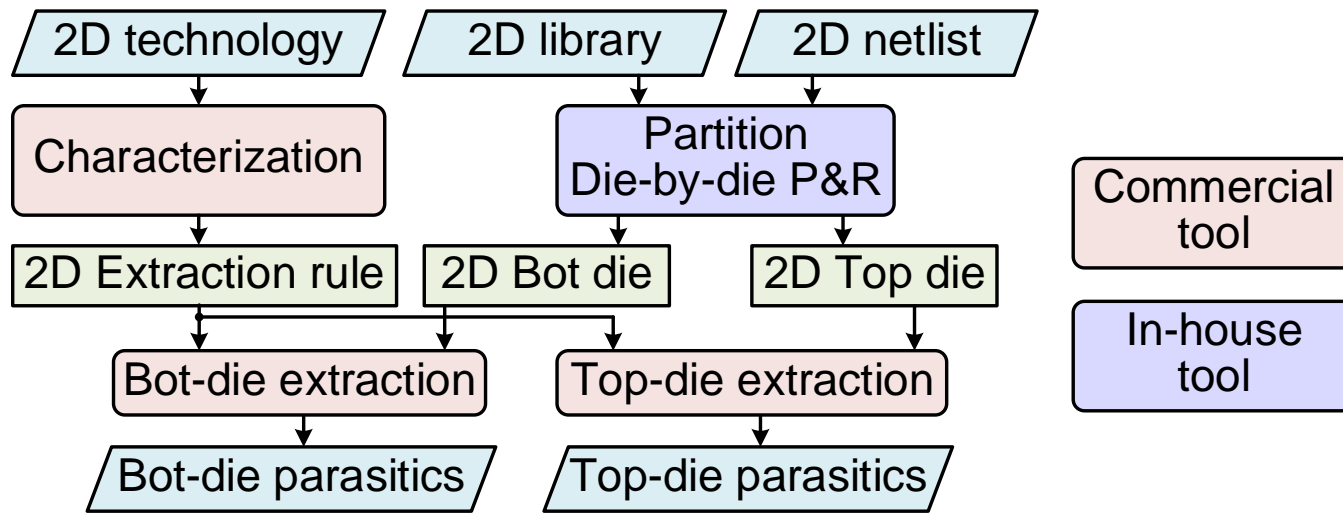 2D technology
2D library
2D netlist
Characterization
Partition
Die-by-die P&R
Commercial
tool
2D Extraction rule
2D Bot die
2D Top die
In-house
tool
Bot-die extraction
Top-die extraction
Bot-die parasitics
Top-die parasitics